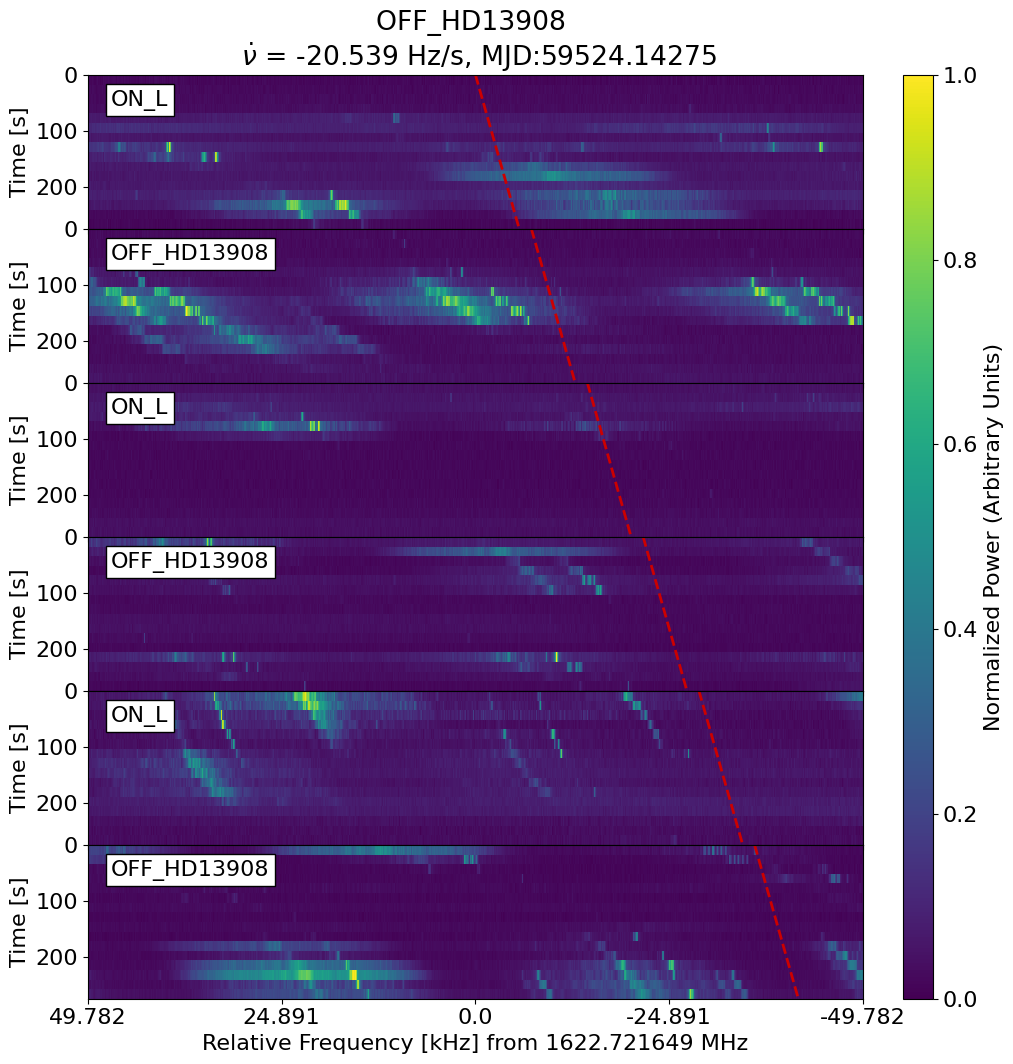 OFF_HD13908
ν̇ = -20.539 Hz/s, MJD:59524.14275
0
100
200
Time [s]
ON_L
0
100
200
Time [s]
OFF_HD13908
0
100
200
Time [s]
ON_L
0
100
200
Time [s]
OFF_HD13908
0
100
200
Time [s]
ON_L
0
100
200
Time [s]
OFF_HD13908
49.782 24.891 0.0 -24.891 -49.782
Relative Frequency [kHz] from 1622.721649 MHz
1.0
0.8
0.6
0.4
0.2
0.0
Normalized Power (Arbitrary Units)